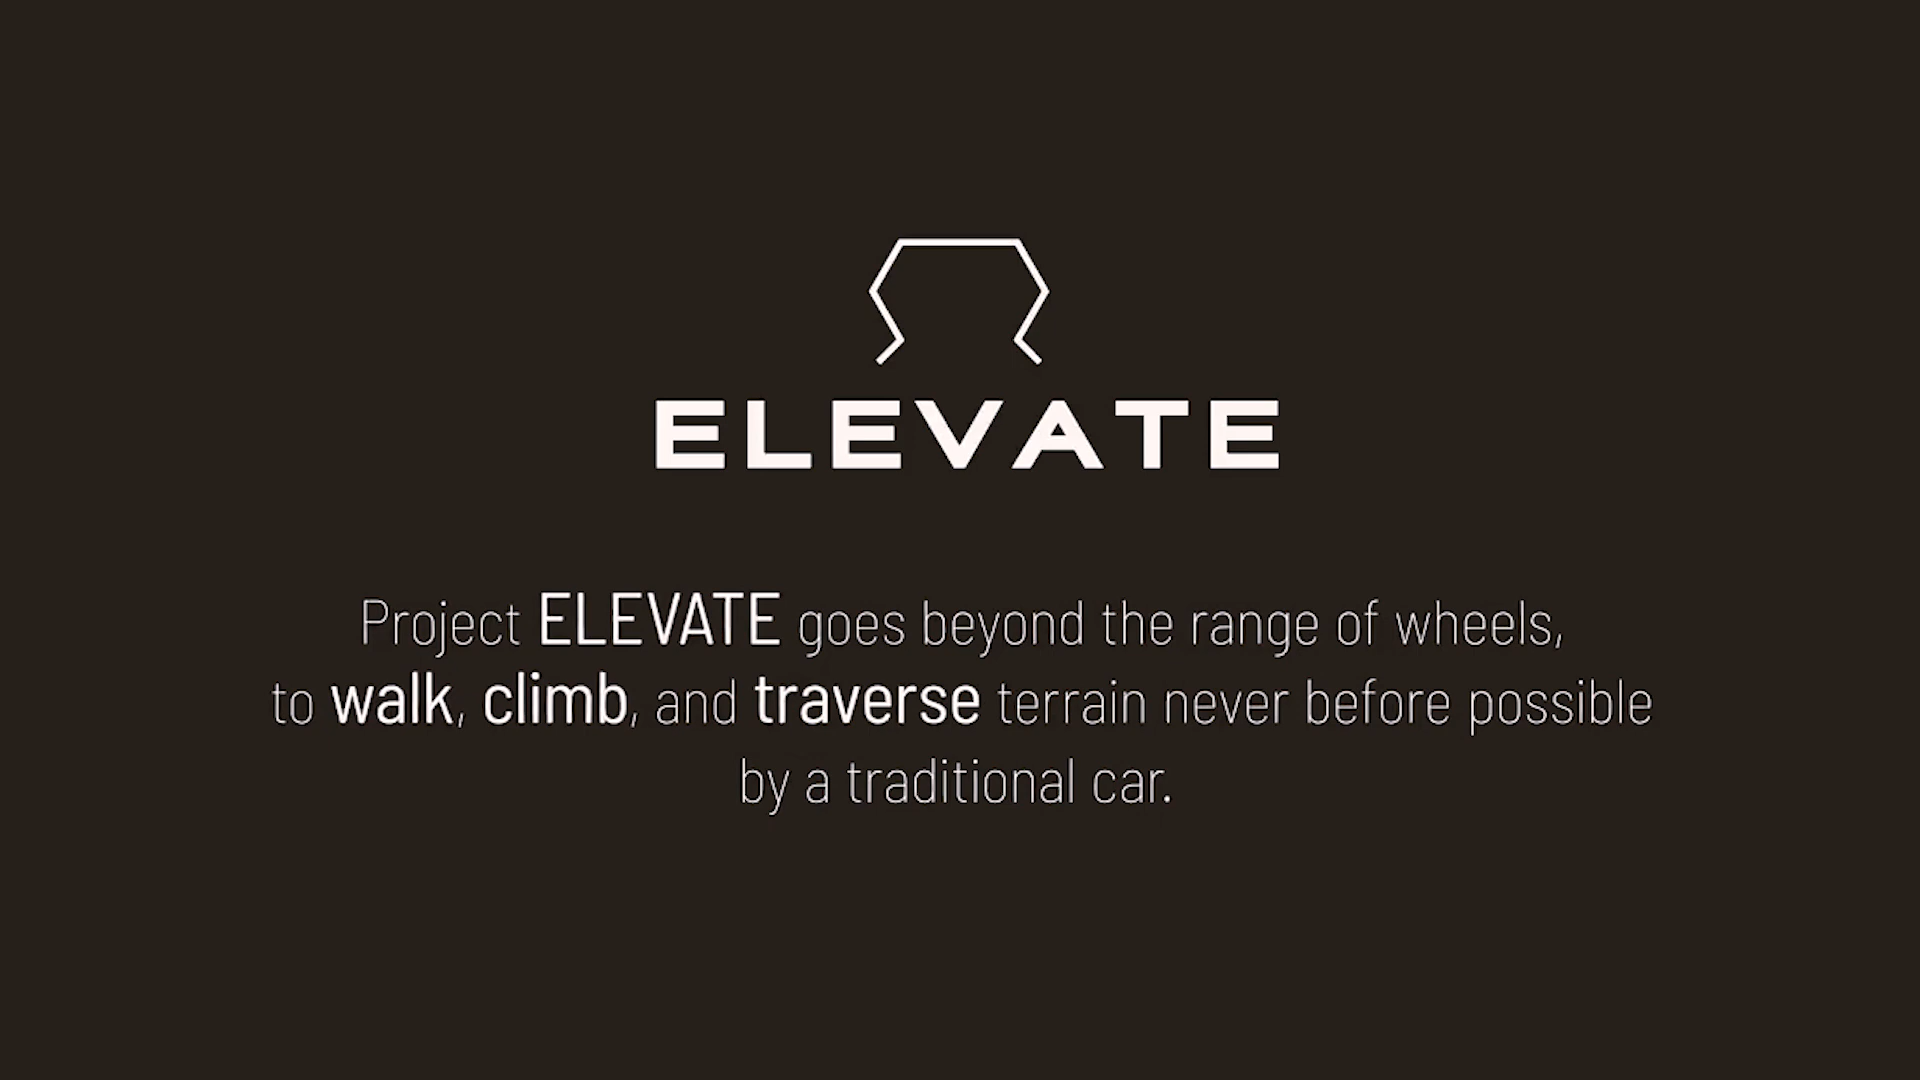 ELEVATE
Project ELEVATE goes beyond the range of wheels,
to walk, climb, and traverse terrain never before possible
by a traditional car.